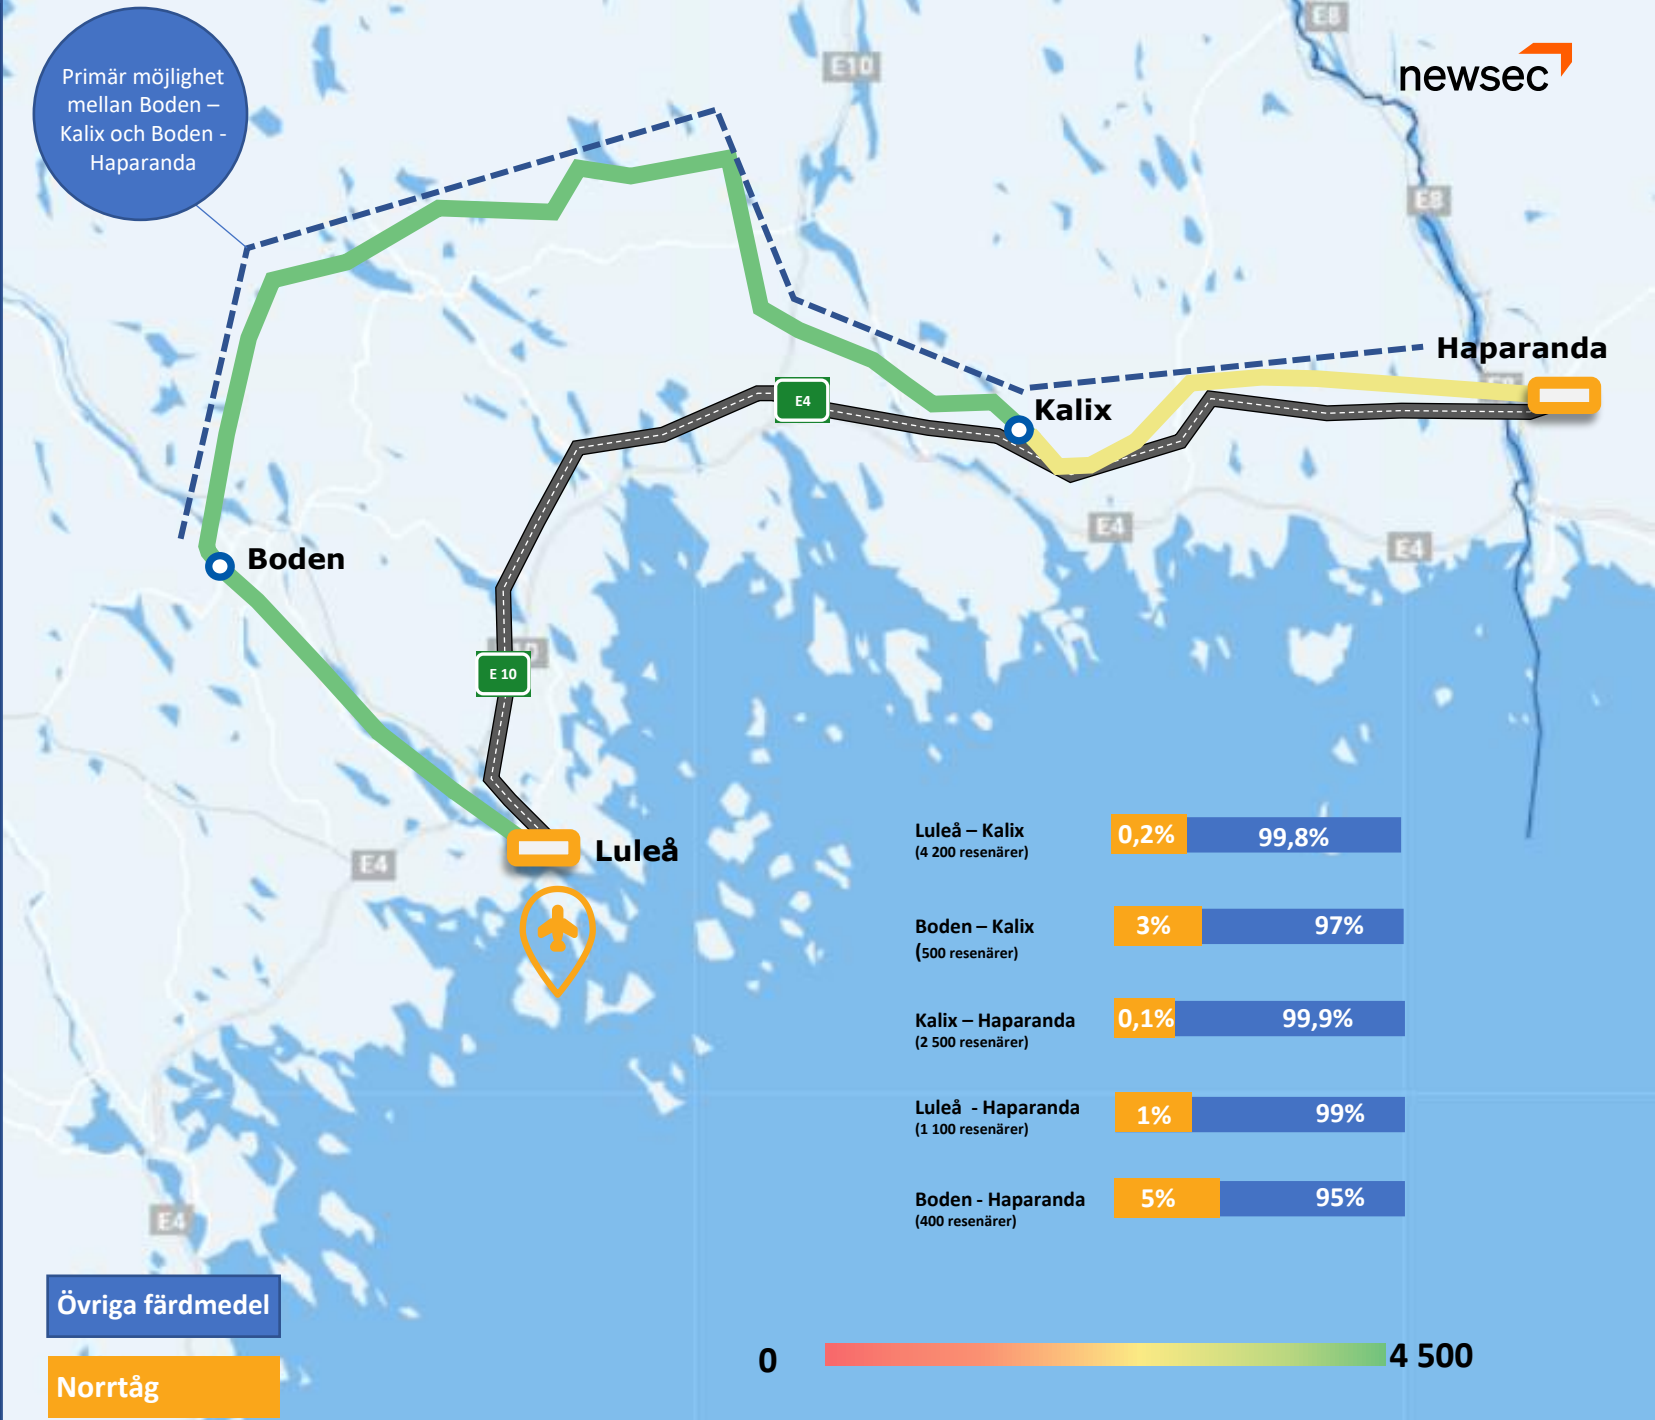 Primär möjlighet
mellan Boden –
Kalix och Boden -
Haparanda
newsec
E8
E10
E8
Haparanda
E4
Kalix
E4
E4
Boden
E 10
Luleå
E4
Luleå – Kalix
(4 200 resenärer)
0,2% 99,8%
Boden – Kalix
(500 resenärer)
3% 97%
Kalix – Haparanda
(2 500 resenärer)
0,1% 99,9%
Luleå - Haparanda
(1 100 resenärer)
1% 99%
Boden - Haparanda
(400 resenärer)
5% 95%
E4
Övriga färdmedel
Norrtåg
0 4 500